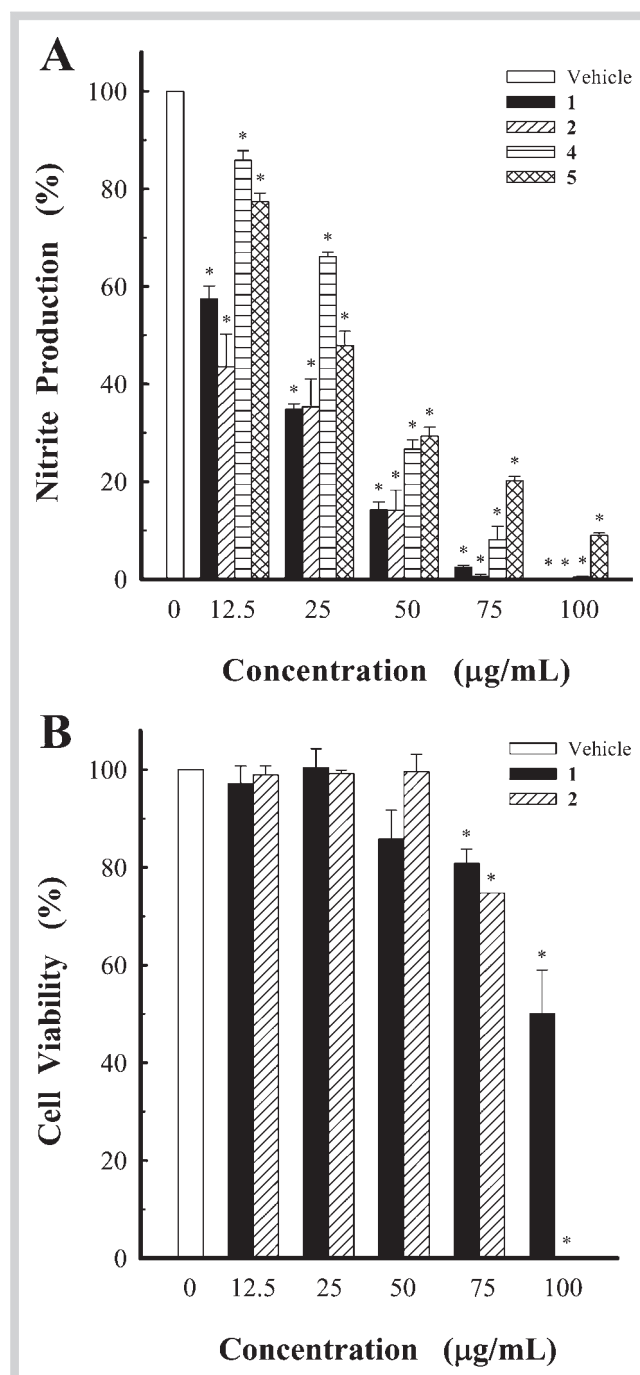 A
Vehicle
1
2
4
5
Nitrite Production (%)
100
80
60
40
20
0
* * * *
* * * *
* * * *
* * * *
* * * *
0 12.5 25 50 75 100
Concentration (µg/mL)
B
Vehicle
1
2
Cell Viability (%)
100
80
60
40
20
0
* *
* *
0 12.5 25 50 75 100
Concentration (µg/mL)